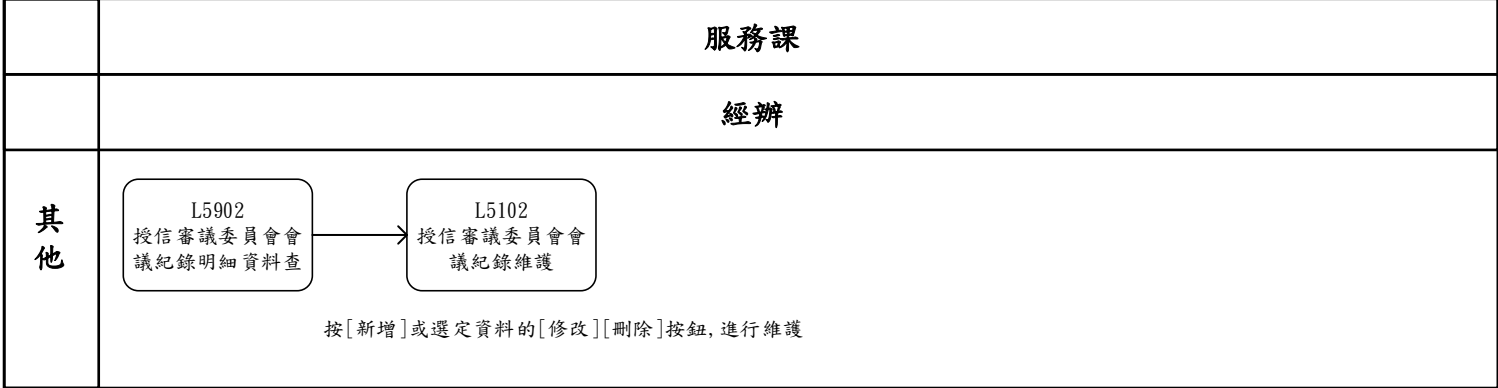 服務課
經辦
其
他
L5902
授信審議委員會會
議紀錄明細資料查
L5102
授信審議委員會會
議紀錄維護
按[新增]或選定資料的[修改][刪除]按鈕,進行維護